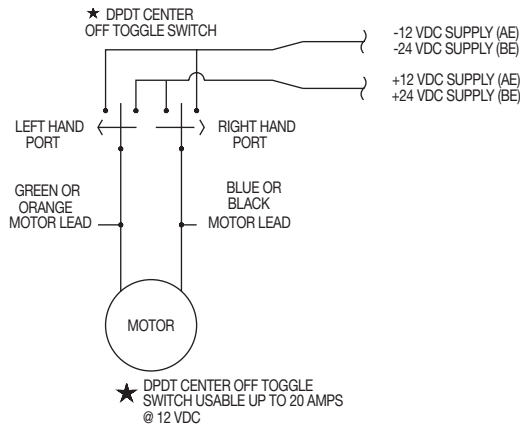 ★ DPDT CENTER
OFF TOGGLE SWITCH
-12 VDC SUPPLY (AE)
-24 VDC SUPPLY (BE)
+12 VDC SUPPLY (AE)
+24 VDC SUPPLY (BE)
LEFT HAND
PORT
RIGHT HAND
PORT
GREEN OR
ORANGE
MOTOR LEAD
BLUE OR
BLACK
MOTOR LEAD
MOTOR
★ DPDT CENTER OFF TOGGLE
SWITCH USABLE UP TO 20 AMPS
@ 12 VDC